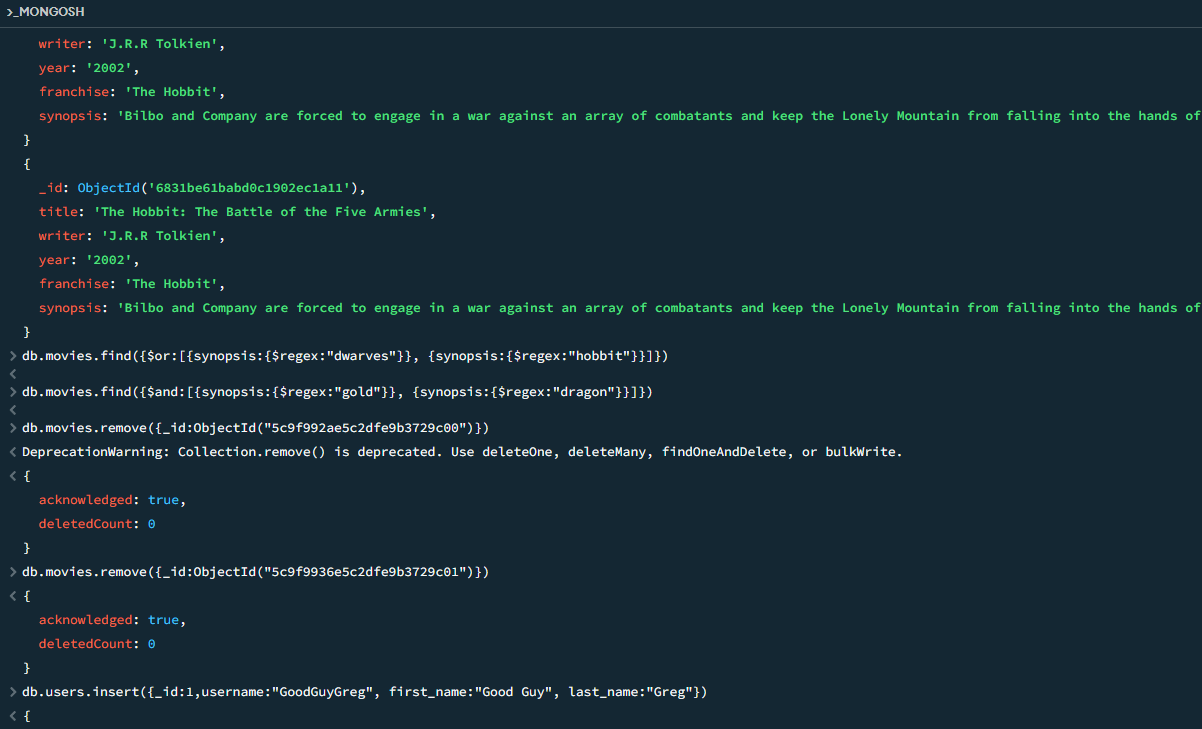 >_MONGOSH
writer: 'J.R.R Tolkien',
year: '2002',
franchise: 'The Hobbit',
synopsis: 'Bilbo and Company are forced to engage in a war against an array of combatants and keep the Lonely Mountain from falling into the hands of
}
{
_id: ObjectId('6831be61babd0c1902ec1a11'),
title: 'The Hobbit: The Battle of the Five Armies',
writer: 'J.R.R Tolkien',
year: '2002',
franchise: 'The Hobbit',
synopsis: 'Bilbo and Company are forced to engage in a war against an array of combatants and keep the Lonely Mountain from falling into the hands of
}
> db.movies.find({$or:[{synopsis:{$regex:"dwarves"}}, {synopsis:{$regex:"hobbit"}}]})
<
> db.movies.find({$and:[{synopsis:{$regex:"gold"}}, {synopsis:{$regex:"dragon"}}]})
<
> db.movies.remove({_id:ObjectId("5c9f992ae5c2dfe9b3729c00")})
< DeprecationWarning: Collection.remove() is deprecated. Use deleteOne, deleteMany, findOneAndDelete, or bulkWrite.
< {
acknowledged: true,
deletedCount: 0
}
> db.movies.remove({_id:ObjectId("5c9f9936e5c2dfe9b3729c01")})
< {
acknowledged: true,
deletedCount: 0
}
> db.users.insert({_id:1,username:"GoodGuyGreg", first_name:"Good Guy", last_name:"Greg"})
< {